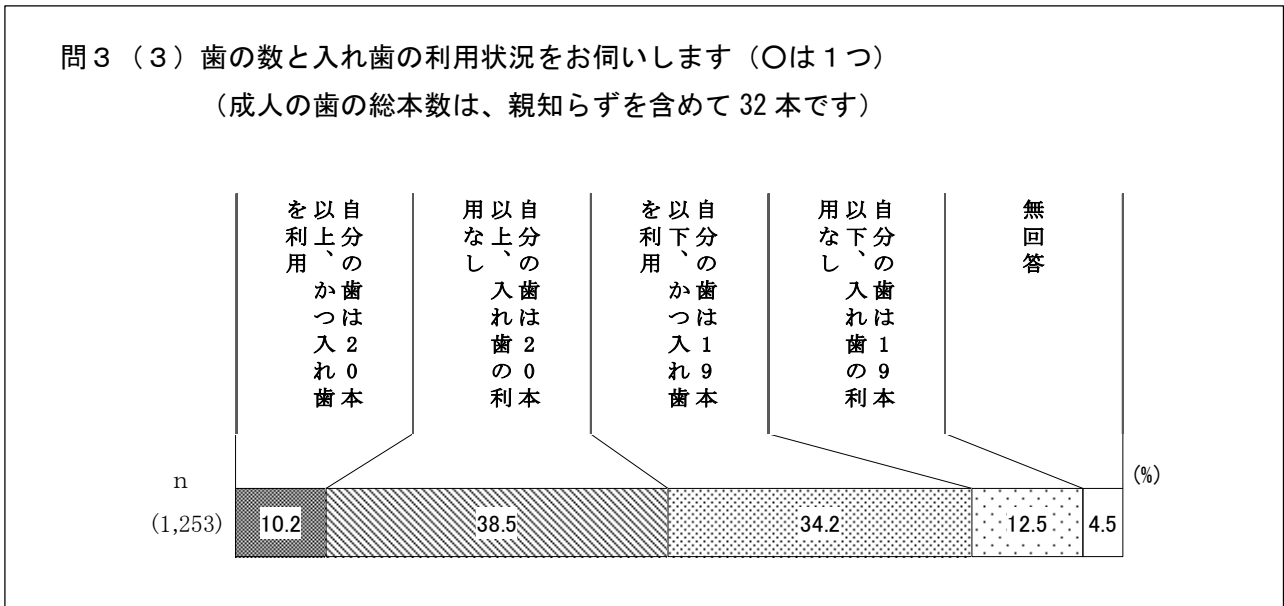 問3（3）歯の数と入れ歯の利用状況をお伺いします（〇は1つ）
（成人の歯の総本数は、親知らずを含めて32本です）
自分の歯は20本
以上、かつ入れ歯
を利用
自分の歯は20本
以上、入れ歯の利
用なし
自分の歯は19本
以下、かつ入れ歯
を利用
自分の歯は19本
以下、入れ歯の利
用なし
無回答
(%)
n
(1,253)
10.2
38.5
34.2
12.5
4.5